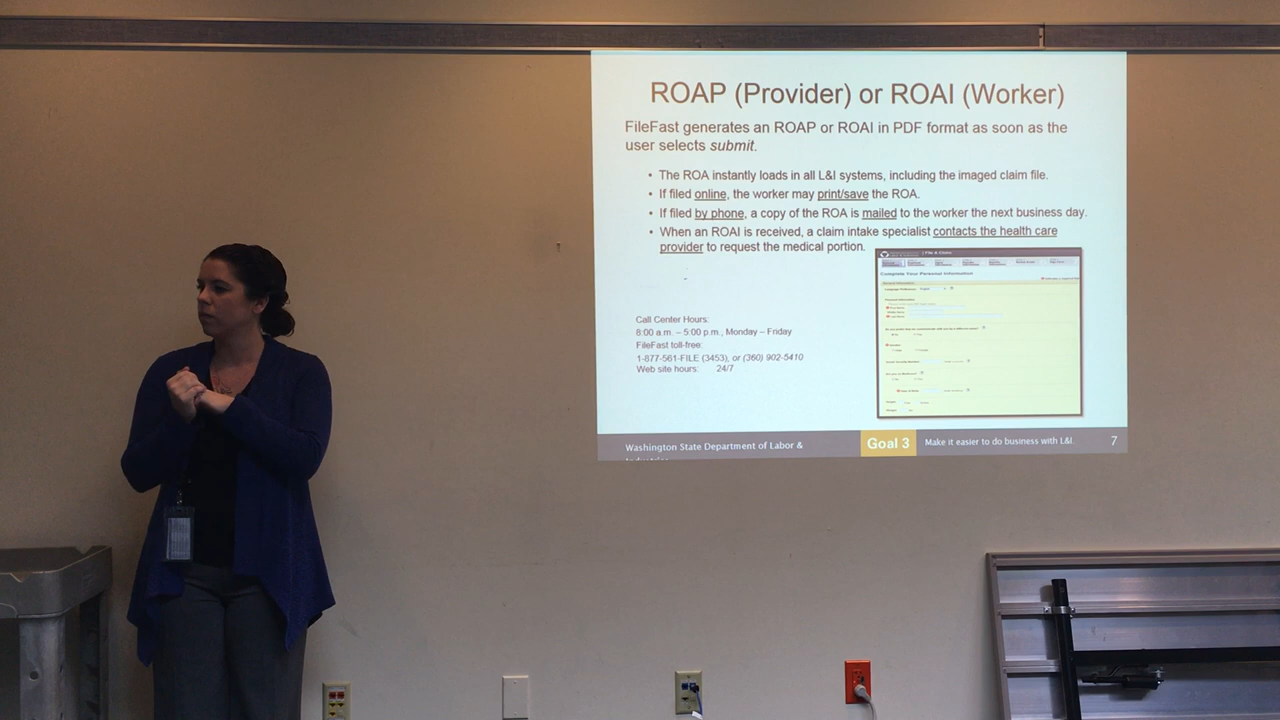 ROAP (Provider) or ROAI (Worker)
FileFast generates an ROAP or ROAI in PDF format as soon as the
user selects submit.
• The ROA instantly loads in all L&I systems, including the imaged claim file.
• If filed online, the worker may print/save the ROA.
• If filed by phone, a copy of the ROA is mailed to the worker the next business day.
• When an ROAI is received, a claim intake specialist contacts the health care
provider to request the medical portion.
File A Claim
Complete Your Personal Information
Call Center Hours:
8:00 a.m. – 5:00 p.m., Monday – Friday
FileFast toll-free:
1-877-561-FILE (3453), or (360) 902-5410
Web site hours: 24/7
Washington State Department of Labor &
Industries
Goal 3
Make it easier to do business with L&I.
7